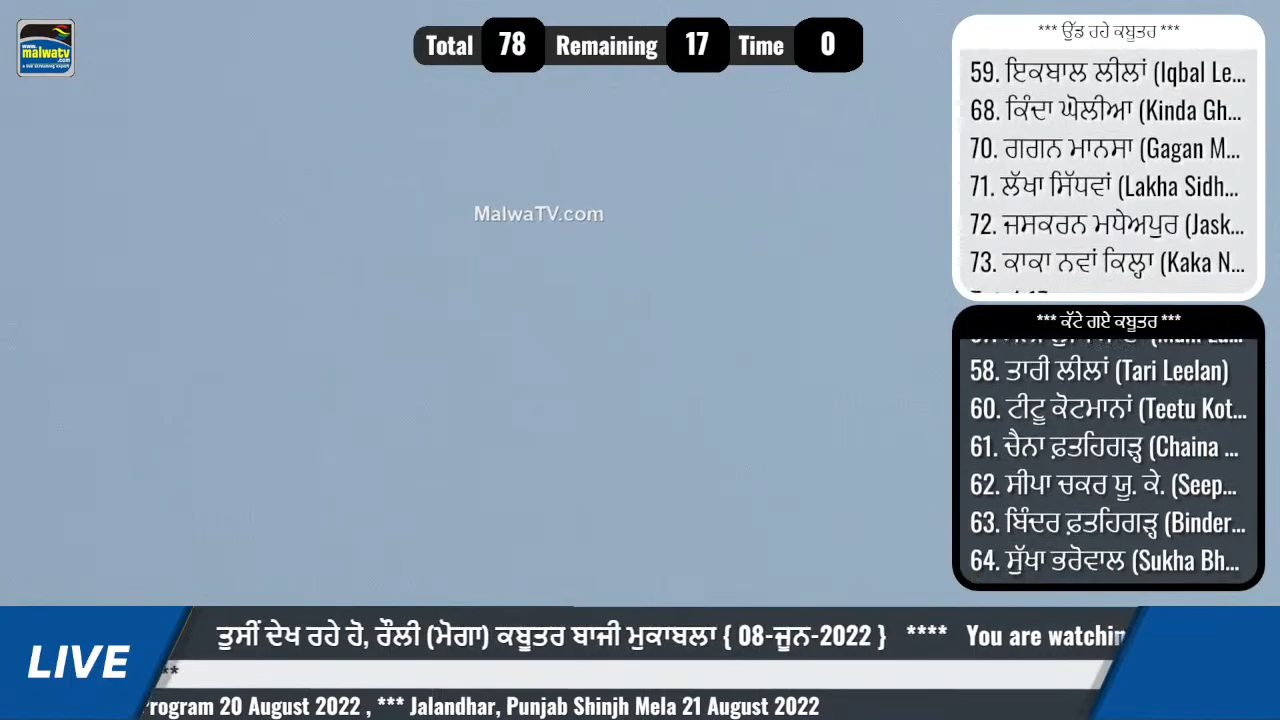 www.
malwatv
.com
Total 78 Remaining 17 Time 0
MalwaTV.com
*** ਉੱਡ ਰਹੇ ਕਬੂਤਰ ***
59. ਇਕਬਾਲ ਲੀਲਾਂ (Iqbal Le...
68. ਕਿੰਦਾ ਘੋਲੀਆ (Kinda Gh...
70. ਗਗਨ ਮਾਨਸਾ (Gagan M...
71. ਲੱਖਾ ਸਿੱਧਵਾਂ (Lakha Sidh...
72. ਜਸਕਰਨ ਮਧੇਅਪੁਰ (Jask...
73. ਕਾਕਾ ਨਵਾਂ ਕਿਲ੍ਹਾ (Kaka N...
*** ਕੱਟੇ ਗਏ ਕਬੂਤਰ ***
58. ਤਾਰੀ ਲੀਲਾਂ (Tari Leelan)
60. ਟੀਟੂ ਕੋਟਮਾਨਾਂ (Teetu Kot...
61. ਚੈਨਾ ਫ਼ਤਹਿਗੜ੍ਹ (Chaina ...
62. ਸੀਪਾ ਚਕਰ ਯੂ. ਕੇ. (Seep...
63. ਬਿੰਦਰ ਫ਼ਤਹਿਗੜ੍ਹ (Binder...
64. ਸੁੱਖਾ ਭਰੋਵਾਲ (Sukha Bh...
ਤੁਸੀਂ ਦੇਖ ਰਹੇ ਹੋ, ਰੌਲੀ (ਮੋਗਾ) ਕਬੂਤਰ ਬਾਜੀ ਮੁਕਾਬਲਾ { 08-ਜੂਨ-2022 } **** You are watchin
LIVE
**
rogram 20 August 2022 , *** Jalandhar, Punjab Shinjh Mela 21 August 2022